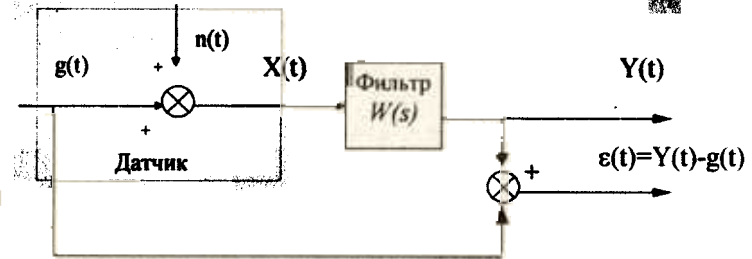 n(t)
g(t)
+
X(t)
Фильтр
W(s)
Y(t)
+
Датчик
+
ε(t)=Y(t)-g(t)